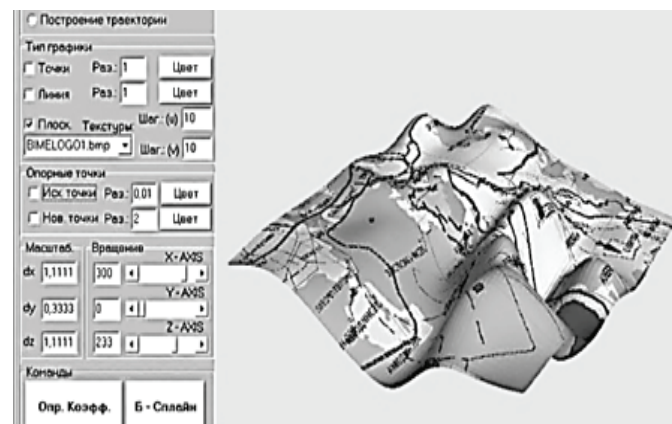 Построение траектории
Тип графики
Точки Раз.: 1 Цвет
Линия Раз.: 1 Цвет
Плоск. Текстуры: Шаг.: (u) 10
BIMELOGO1.bmp Шаг.: (v) 10
Опорные точки
Исх. точки Раз.: 0,01 Цвет
Нов. точки Раз.: 2 Цвет
Масштаб. Вращение
X - AXIS
dx 1,1111 300
Y - AXIS
dy 0,3333 0
Z - AXIS
dz 1,1111 233
Команды
Опр. Коэфф. Б - Сплайн